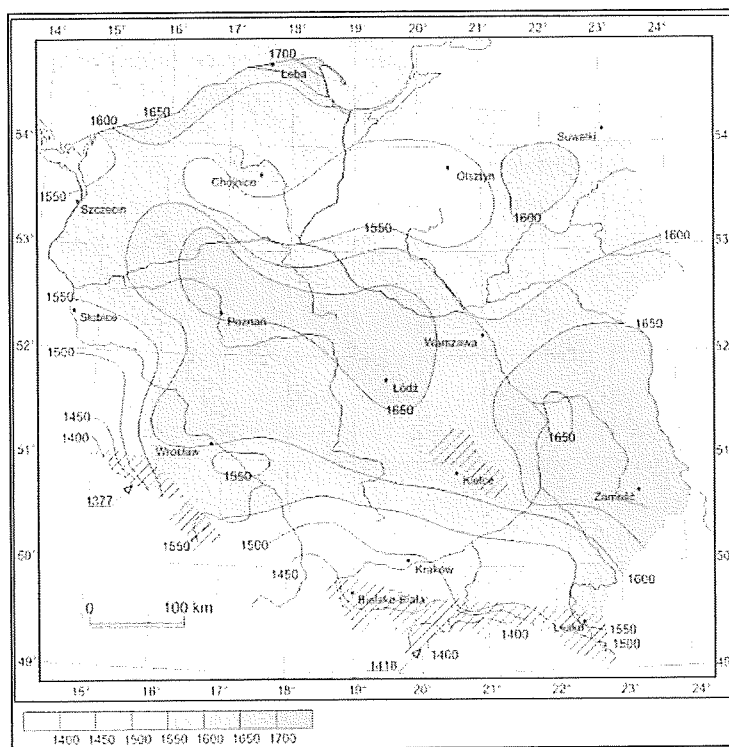 14° 15° 16° 17° 18° 19° 20° 21° 22° 23° 24°
1700
Łeba
1650
1600
54°
54
Suwałki
Chojnice
Olsztyn
1550
Szczecin
1600
53°
1550
1600
53
1550
Słubice
Poznań
1650
Warszawa
52°
52
1500
Łódź
1650
1450
1650
51°
1400
Wrocław
51
1550
Kielce
Zamość
1377
1550
1500
50°
50
1450
Kraków
1600
0 100 km
Bielsko-Biała
1400
Lesko
1550
1500
1400
1418
49°
49
15° 16° 17° 18° 19° 20° 21° 22° 23°
1400 1450 1500 1550 1600 1650 1700